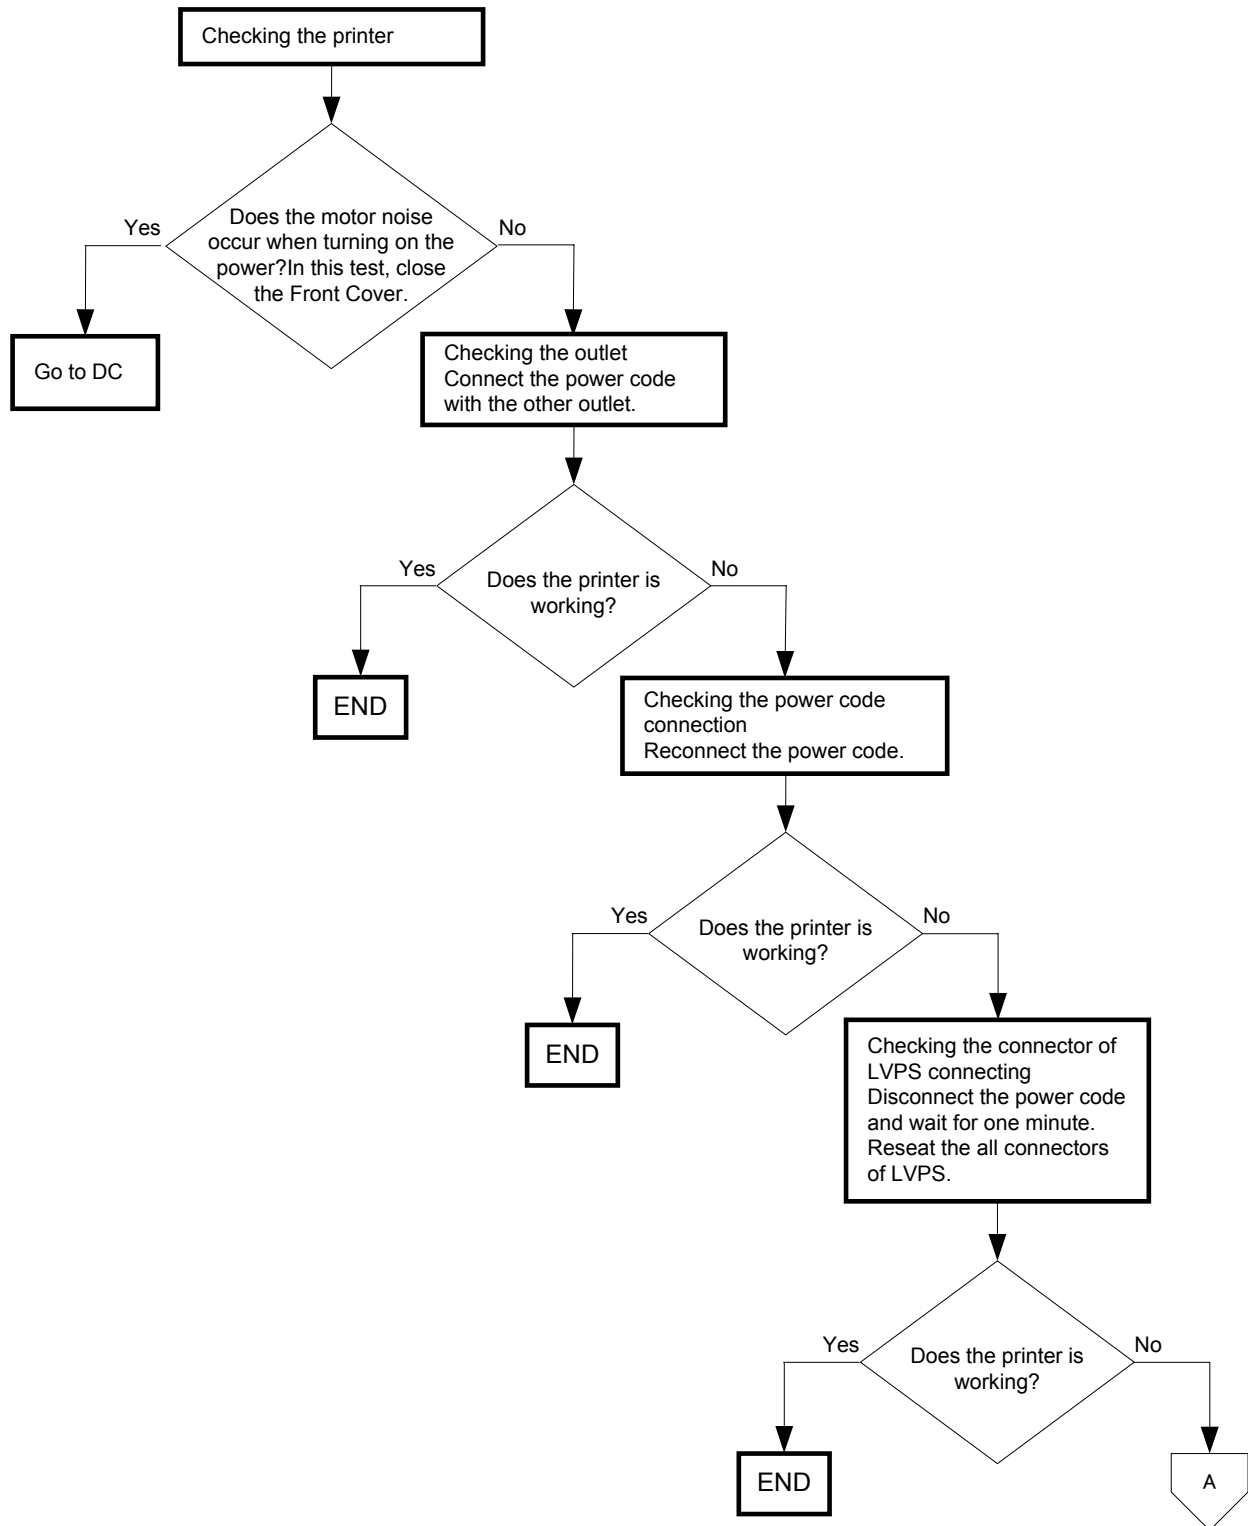 Checking the printer
Does the motor noise
occur when turning on the
power?In this test, close
the Front Cover.
Yes
No
Go to DC
Checking the outlet
Connect the power code
with the other outlet.
Does the printer is
working?
Yes
No
END
Checking the power code
connection
Reconnect the power code.
Does the printer is
working?
Yes
No
END
Checking the connector of
LVPS connecting
Disconnect the power code
and wait for one minute.
Reseat the all connectors
of LVPS.
Does the printer is
working?
Yes
No
END
A